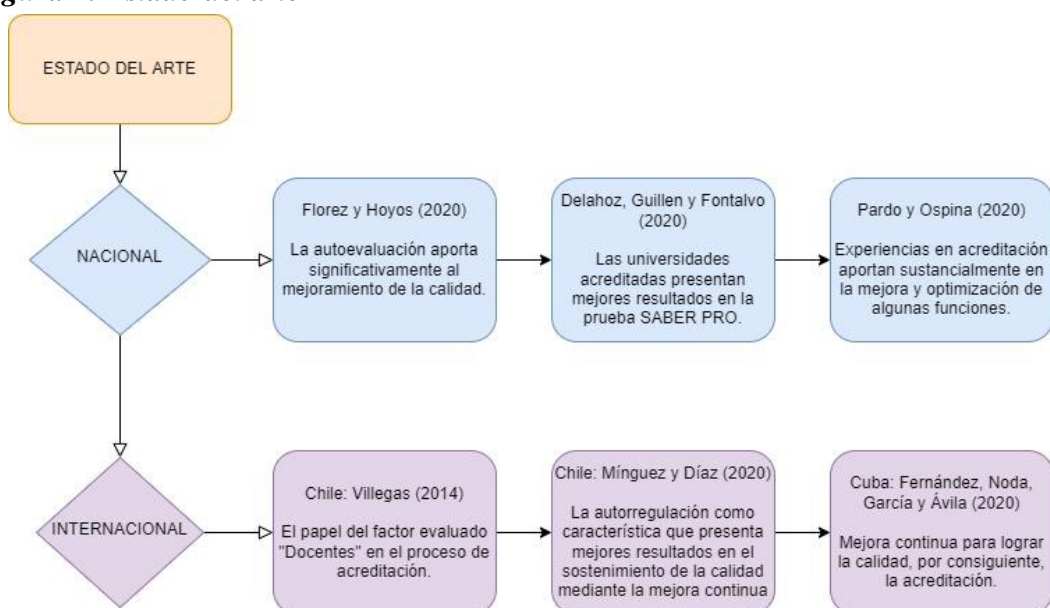 ESTADO DEL ARTE
NACIONAL
Florez y Hoyos (2020)
La autoevaluación aporta
significativamente al
mejoramiento de la calidad.
Delahoz, Guillen y Fontalvo
(2020)
Las universidades
acreditadas presentan
mejores resultados en la
prueba SABER PRO.
Pardo y Ospina (2020)
Experiencias en acreditación
aportan sustancialmente en
la mejora y optimización de
algunas funciones.
INTERNACIONAL
Chile: Villegas (2014)
El papel del factor evaluado
"Docentes" en el proceso de
acreditación.
Chile: Mínguez y Díaz (2020)
La autorregulación como
característica que presenta
mejores resultados en el
sostenimiento de la calidad
mediante la mejora continua
Cuba: Fernández, Noda,
García y Ávila (2020)
Mejora continua para lograr
la calidad, por consiguiente,
la acreditación.